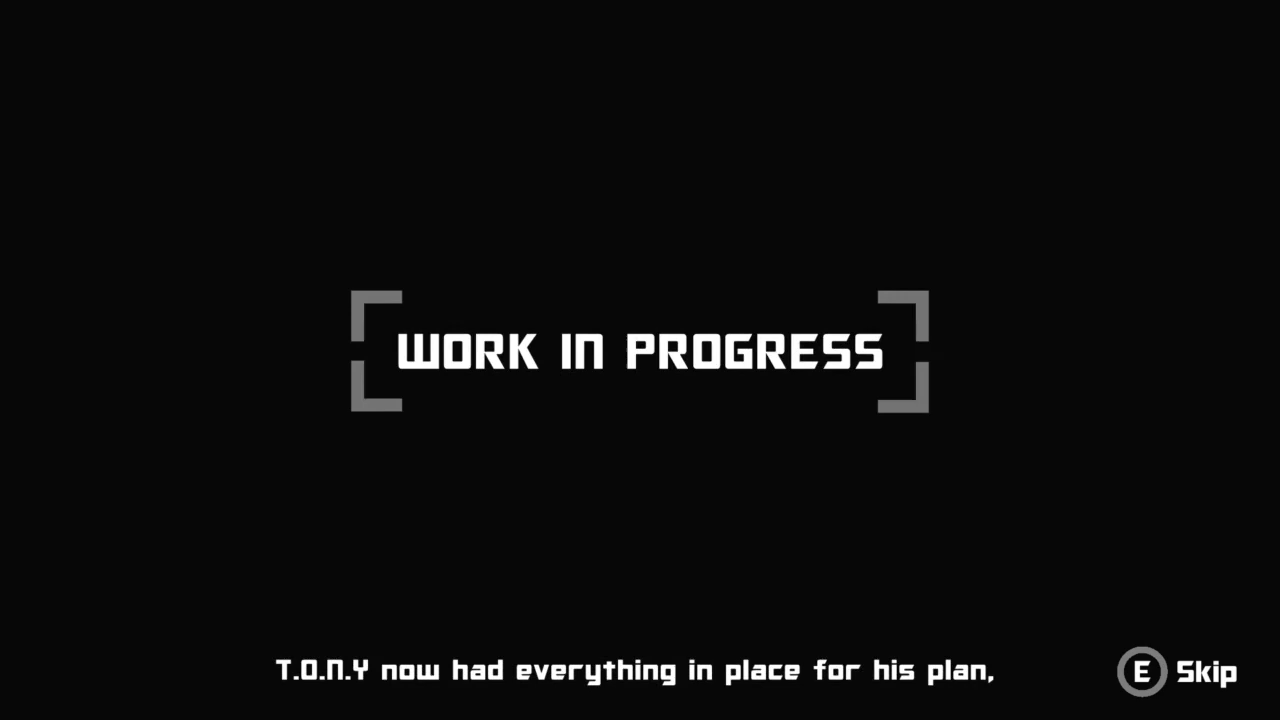 WORK IN PROGRESS
T.O.N.Y now had everything in place for his plan,
E Skip